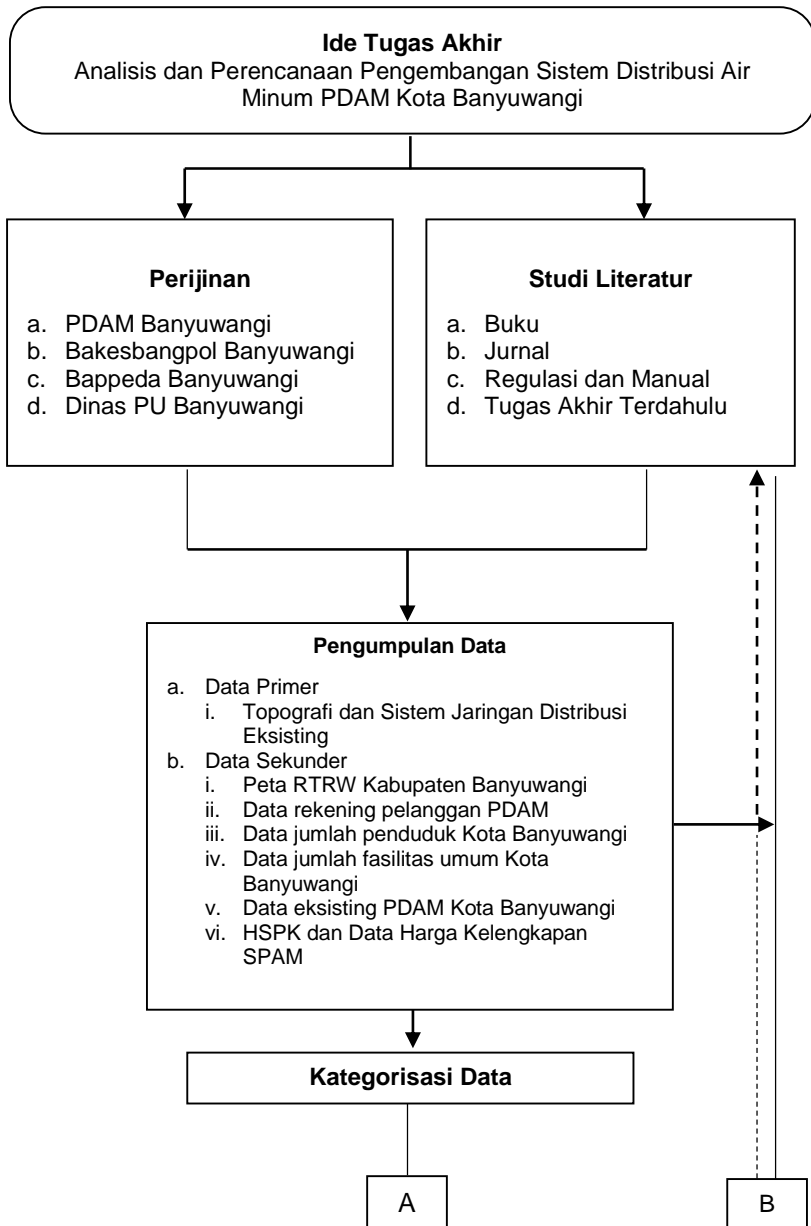 Ide Tugas Akhir
Analisis dan Perencanaan Pengembangan Sistem Distribusi Air
Minum PDAM Kota Banyuwangi
Perijinan
a. PDAM Banyuwangi
b. Bakesbangpol Banyuwangi
c. Bappeda Banyuwangi
d. Dinas PU Banyuwangi
Studi Literatur
a. Buku
b. Jurnal
c. Regulasi dan Manual
d. Tugas Akhir Terdahulu
Pengumpulan Data
a. Data Primer
i. Topografi dan Sistem Jaringan Distribusi
Eksisting
b. Data Sekunder
i. Peta RTRW Kabupaten Banyuwangi
ii. Data rekening pelanggan PDAM
iii. Data jumlah penduduk Kota Banyuwangi
iv. Data jumlah fasilitas umum Kota
Banyuwangi
v. Data eksisting PDAM Kota Banyuwangi
vi. HSPK dan Data Harga Kelengkapan
SPAM
Kategorisasi Data
A
B